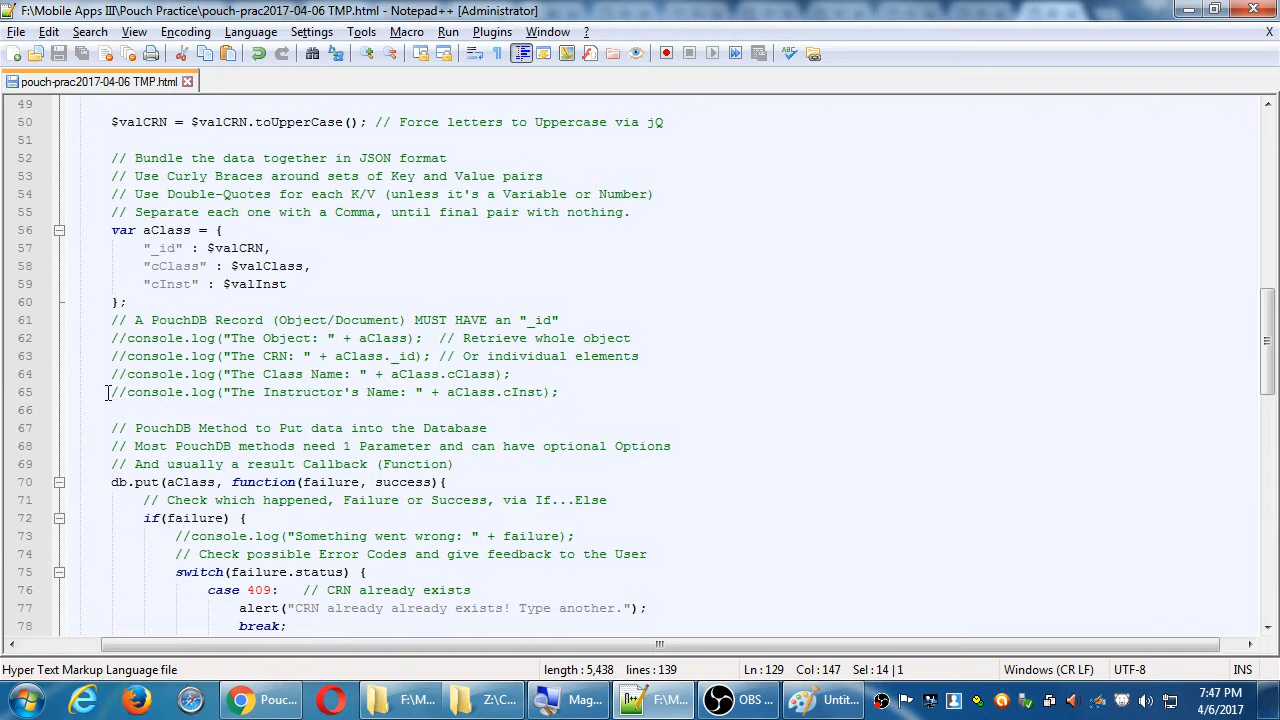 F:\Mobile Apps III\Pouch Practice\pouch-prac2017-04-06 TMP.html - Notepad++ [Administrator]
File Edit Search View Encoding Language Settings Tools Macro Run Plugins Window ? X
pouch-prac2017-04-06 TMP.html
49
50 $valCRN = $valCRN.toUpperCase(); // Force letters to Uppercase via jQ
51
52 // Bundle the data together in JSON format
53 // Use Curly Braces around sets of Key and Value pairs
54 // Use Double-Quotes for each K/V (unless it's a Variable or Number)
55 // Separate each one with a Comma, until final pair with nothing.
56 var aClass = {
57 "_id" : $valCRN,
58 "cClass" : $valClass,
59 "cInst" : $valInst
60 };
61 // A PouchDB Record (Object/Document) MUST HAVE an "_id"
62 //console.log("The Object: " + aClass); // Retrieve whole object
63 //console.log("The CRN: " + aClass._id); // Or individual elements
64 //console.log("The Class Name: " + aClass.cClass);
65 //console.log("The Instructor's Name: " + aClass.cInst);
66
67 // PouchDB Method to Put data into the Database
68 // Most PouchDB methods need 1 Parameter and can have optional Options
69 // And usually a result Callback (Function)
70 db.put(aClass, function(failure, success){
71 // Check which happened, Failure or Success, via If...Else
72 if(failure) {
73 //console.log("Something went wrong: " + failure);
74 // Check possible Error Codes and give feedback to the User
75 switch(failure.status) {
76 case 409: // CRN already exists
77 alert("CRN already already exists! Type another.");
78 break;
Hyper Text Markup Language file length : 5,438 lines : 139 Ln : 129 Col : 147 Sel : 14 | 1 Windows (CR LF) UTF-8 INS
Pouc... F:\M... Z:\C... Mag... F:\M... OBS ... Untit... 7:47 PM
4/6/2017